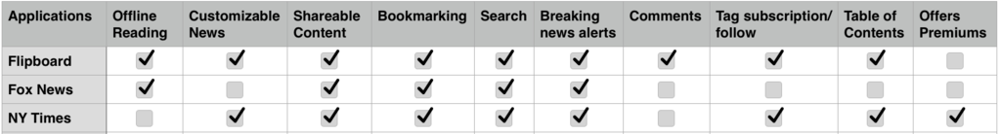 Applications Offline Reading Customizable News Shareable Content Bookmarking Search Breaking news alerts Comments Tag subscription/ follow Table of Contents Offers Premiums
Flipboard
Fox News
NY Times